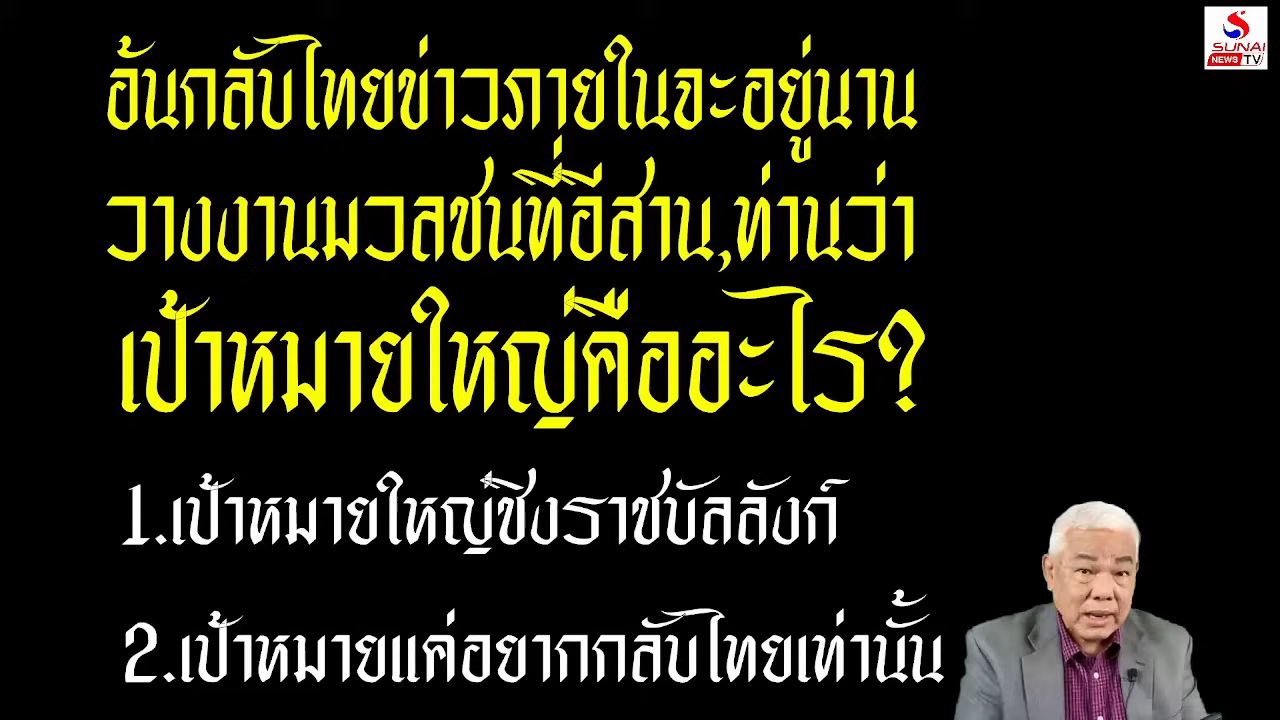 SUNAI
NEWS TV
อ้นกลับไทยข่าวภายในจะอยู่นาน
วางงานมวลชนที่อีสาน,ท่านว่า
เป้าหมายใหญ่คืออะไร?
1.เป้าหมายใหญ่ชิงราชบัลลังก์
2.เป้าหมายแค่อยากกลับไทยเท่านั้น